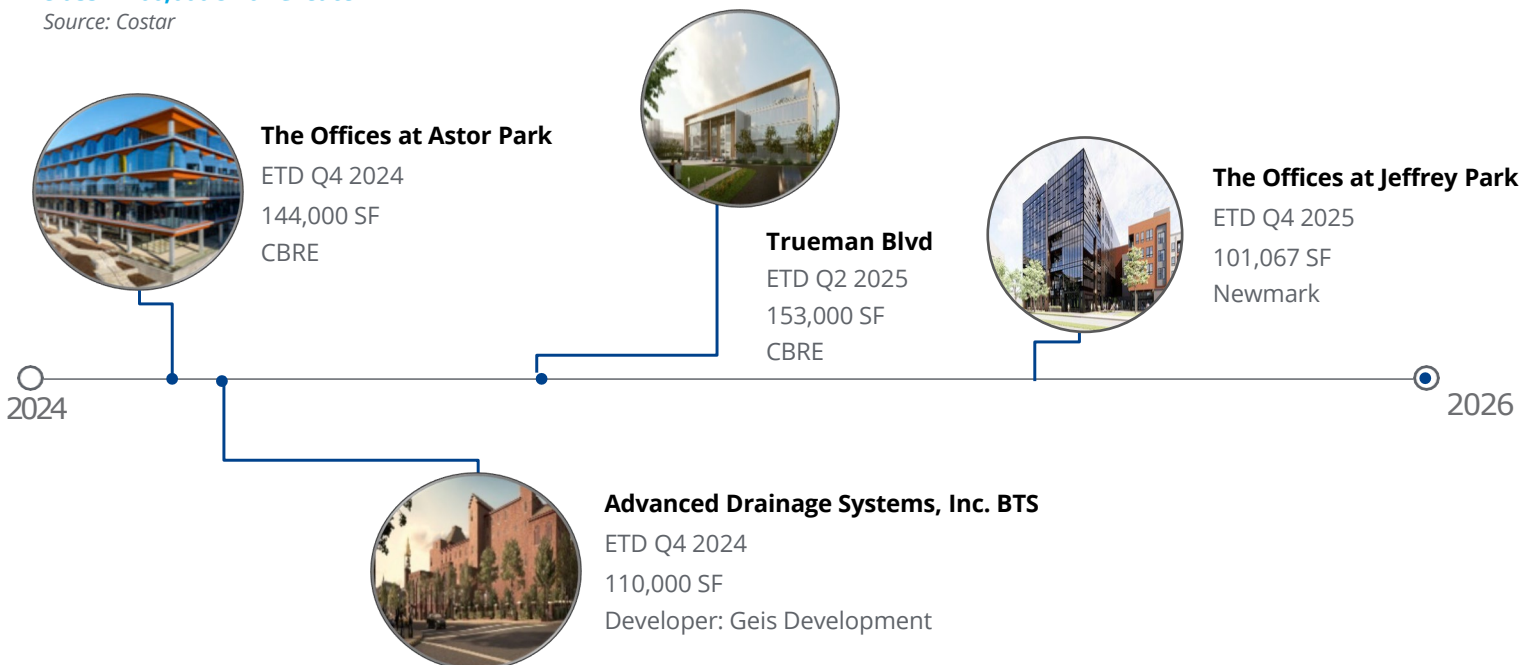 Source: Costar
The Offices at Astor Park
ETD Q4 2024
144,000 SF
CBRE
Trueman Blvd
ETD Q2 2025
153,000 SF
CBRE
The Offices at Jeffrey Park
ETD Q4 2025
101,067 SF
Newmark
2024
2026
Advanced Drainage Systems, Inc. BTS
ETD Q4 2024
110,000 SF
Developer: Geis Development